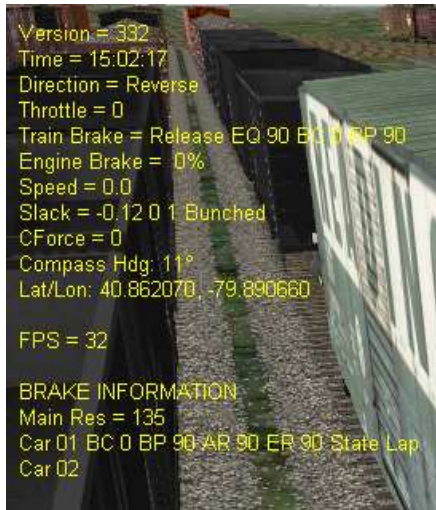 Version = 332
Time = 15:02:17
Direction = Reverse
Throttle = 0
Train Brake = Release EQ 90 BC 0 BP 90
Engine Brake = 0%
Speed = 0.0
Slack = -0.12 0 1 Bunched
CForce = 0
Compass Hdg: 11°
Lat/Lon: 40.862070, -79.890660
FPS = 32
BRAKE INFORMATION
Main Res = 135
Car 01 BC 0 BP 90 AR 90 ER 90 State Lap
Car 02